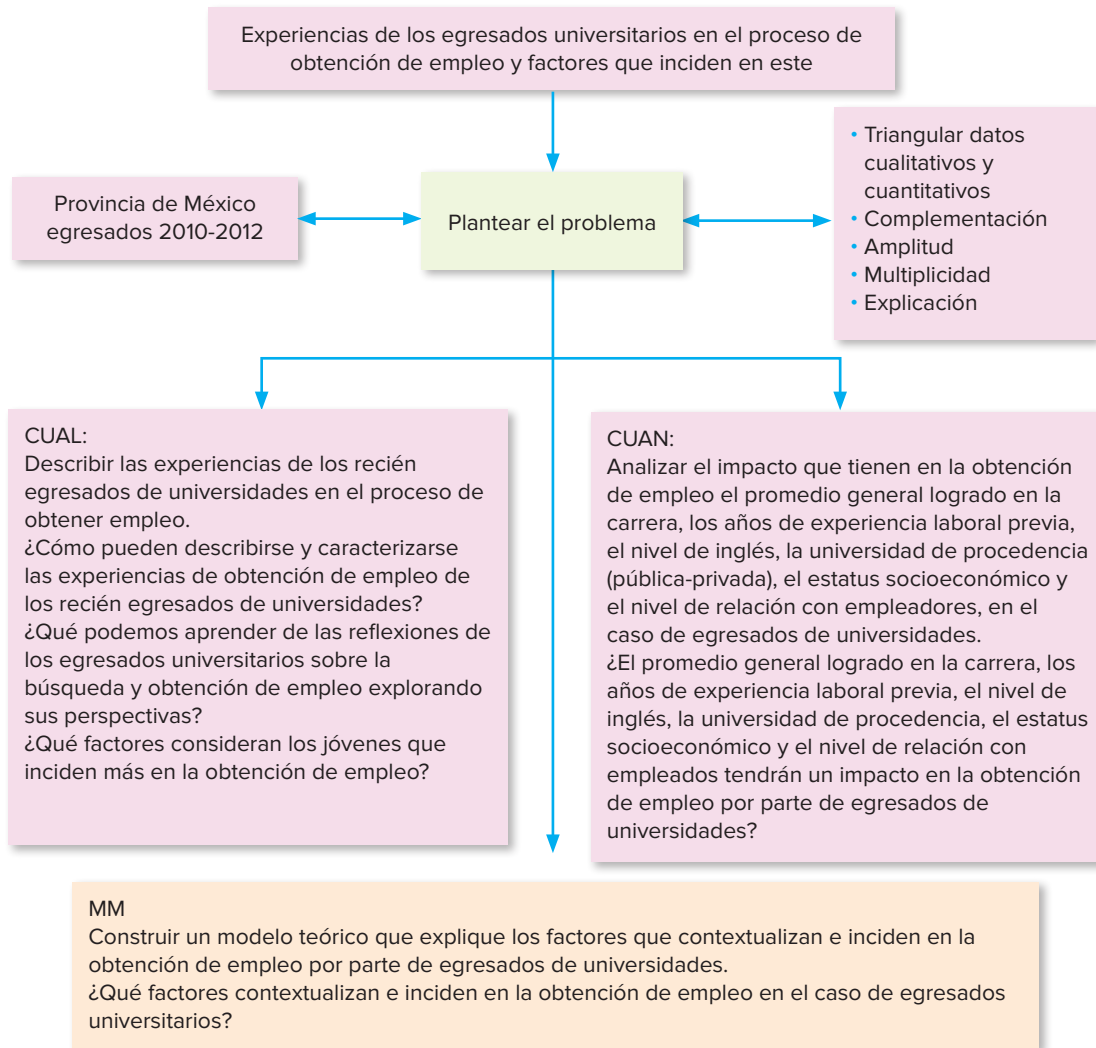 Experiencias de los egresados universitarios en el proceso de
obtención de empleo y factores que inciden en este
Provincia de México
egresados 2010-2012
Plantear el problema
• Triangular datos
cualitativos y
cuantitativos
• Complementación
• Amplitud
• Multiplicidad
• Explicación
CUAL:
Describir las experiencias de los recién
egresados de universidades en el proceso de
obtener empleo.
¿Cómo pueden describirse y caracterizarse
las experiencias de obtención de empleo de
los recién egresados de universidades?
¿Qué podemos aprender de las reflexiones de
los egresados universitarios sobre la
búsqueda y obtención de empleo explorando
sus perspectivas?
¿Qué factores consideran los jóvenes que
inciden más en la obtención de empleo?
CUAN:
Analizar el impacto que tienen en la obtención
de empleo el promedio general logrado en la
carrera, los años de experiencia laboral previa,
el nivel de inglés, la universidad de procedencia
(pública-privada), el estatus socioeconómico y
el nivel de relación con empleadores, en el
caso de egresados de universidades.
¿El promedio general logrado en la carrera, los
años de experiencia laboral previa, el nivel de
inglés, la universidad de procedencia, el estatus
socioeconómico y el nivel de relación con
empleados tendrán un impacto en la obtención
de empleo por parte de egresados de
universidades?
MM
Construir un modelo teórico que explique los factores que contextualizan e inciden en la
obtención de empleo por parte de egresados de universidades.
¿Qué factores contextualizan e inciden en la obtención de empleo en el caso de egresados
universitarios?